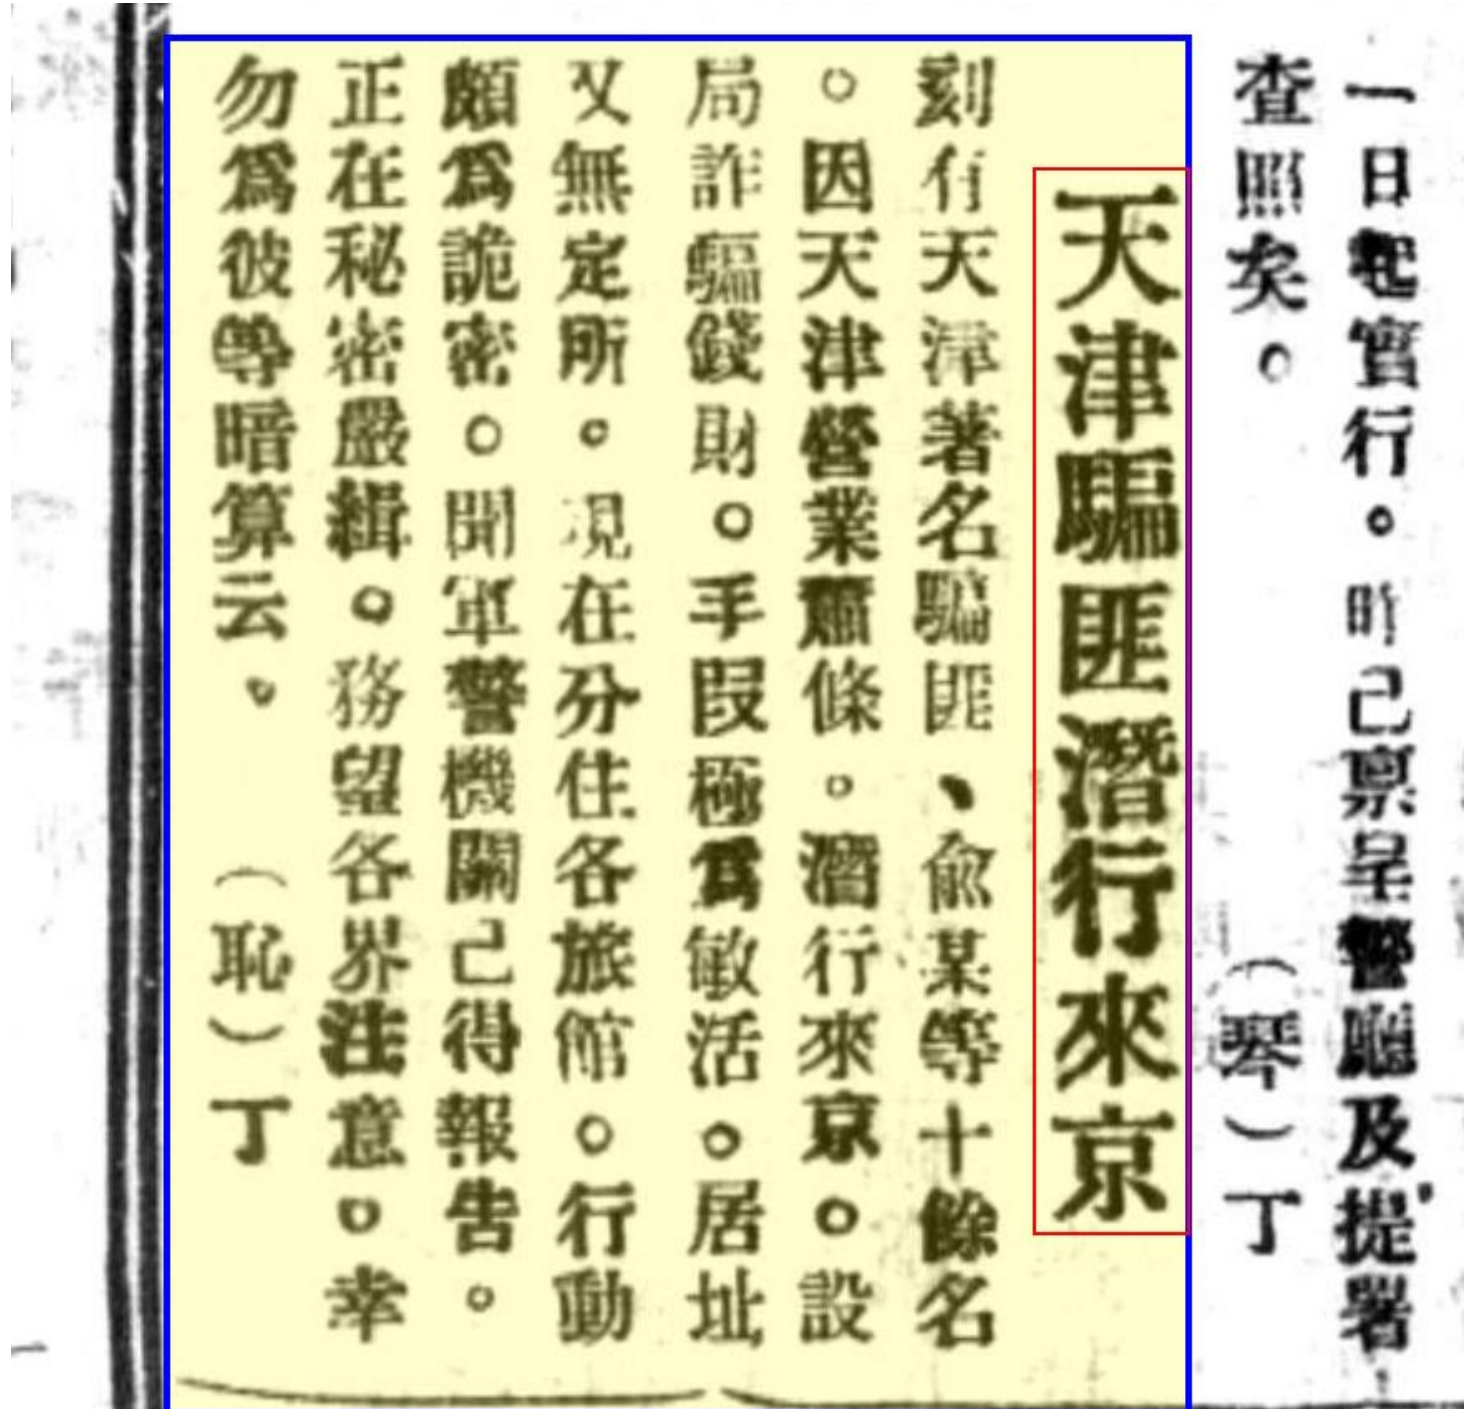 一日起實行。昨己禀呈警廳及提署
查照矣。（琴）丁
天津騙匪潛行來京
刻有天津著名騙匪、俞某等十餘名
。因天津營業蕭條。潛行來京。設
局詐騙錢財。手段極爲敏活。居址
又無定所。現在分住各旅館。行動
頗爲詭密。聞軍警機關己得報告。
正在秘密嚴緝。務望各界注意。幸
勿爲彼等暗算云。（恥）丁